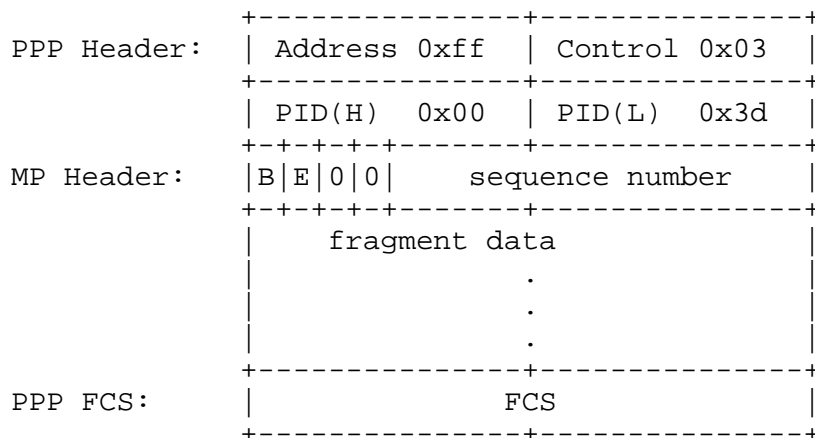 +---------------+---------------+
PPP Header: | Address 0xff | Control 0x03 |
+---------------+---------------+
| PID(H) 0x00 | PID(L) 0x3d |
+-+-+-+-+-------+---------------+
MP Header: |B|E|0|0| sequence number |
+-+-+-+-+-------+---------------+
| fragment data |
| . |
| . |
| . |
+---------------+---------------+
PPP FCS: | FCS |
+---------------+---------------+